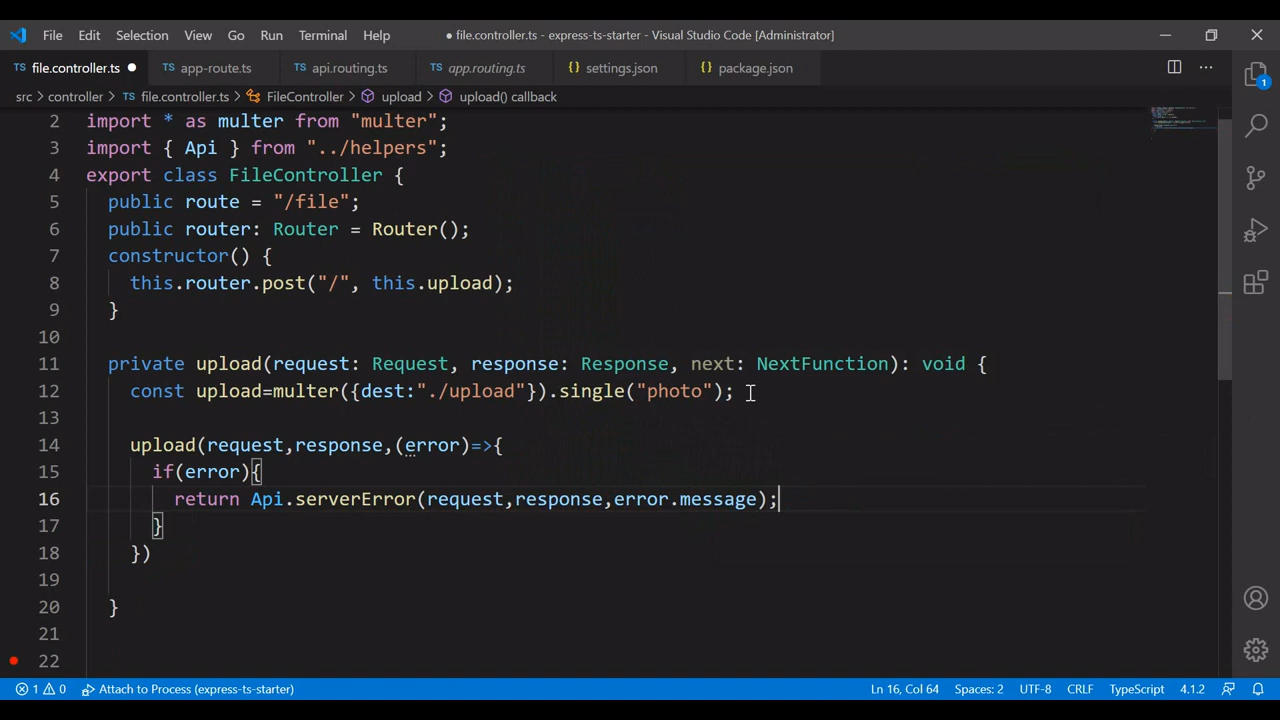 File Edit Selection View Go Run Terminal Help ● file.controller.ts - express-ts-starter - Visual Studio Code [Administrator]
TS file.controller.ts ● TS app-route.ts TS api.routing.ts TS app.routing.ts {} settings.json {} package.json
src > controller > TS file.controller.ts > FileController > upload > upload() callback
1
2 import * as multer from "multer";
3 import { Api } from "../helpers";
4 export class FileController {
5 public route = "/file";
6 public router: Router = Router();
7 constructor() {
8 this.router.post("/", this.upload);
9 }
10
11 private upload(request: Request, response: Response, next: NextFunction): void {
12 const upload=multer({dest:"./upload"}).single("photo");
13
14 upload(request,response,(error)=>{
15 if(error){
16 return Api.serverError(request,response,error.message);
17 }
18 })
19
20 }
21
22
1 0 Attach to Process (express-ts-starter) Ln 16, Col 64 Spaces: 2 UTF-8 CRLF TypeScript 4.1.2